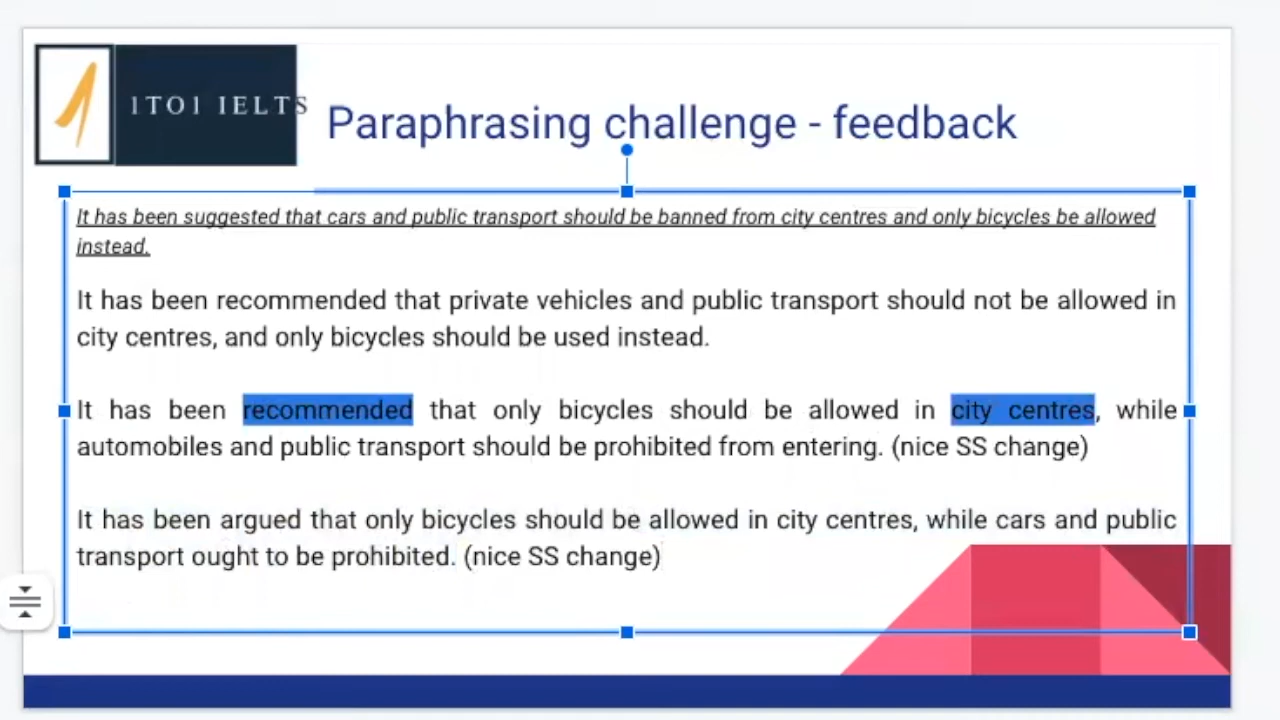 1TO1 IELTS
Paraphrasing challenge - feedback
It has been suggested that cars and public transport should be banned from city centres and only bicycles be allowed
instead.
It has been recommended that private vehicles and public transport should not be allowed in
city centres, and only bicycles should be used instead.
It has been recommended that only bicycles should be allowed in city centres, while
automobiles and public transport should be prohibited from entering. (nice SS change)
It has been argued that only bicycles should be allowed in city centres, while cars and public
transport ought to be prohibited. (nice SS change)